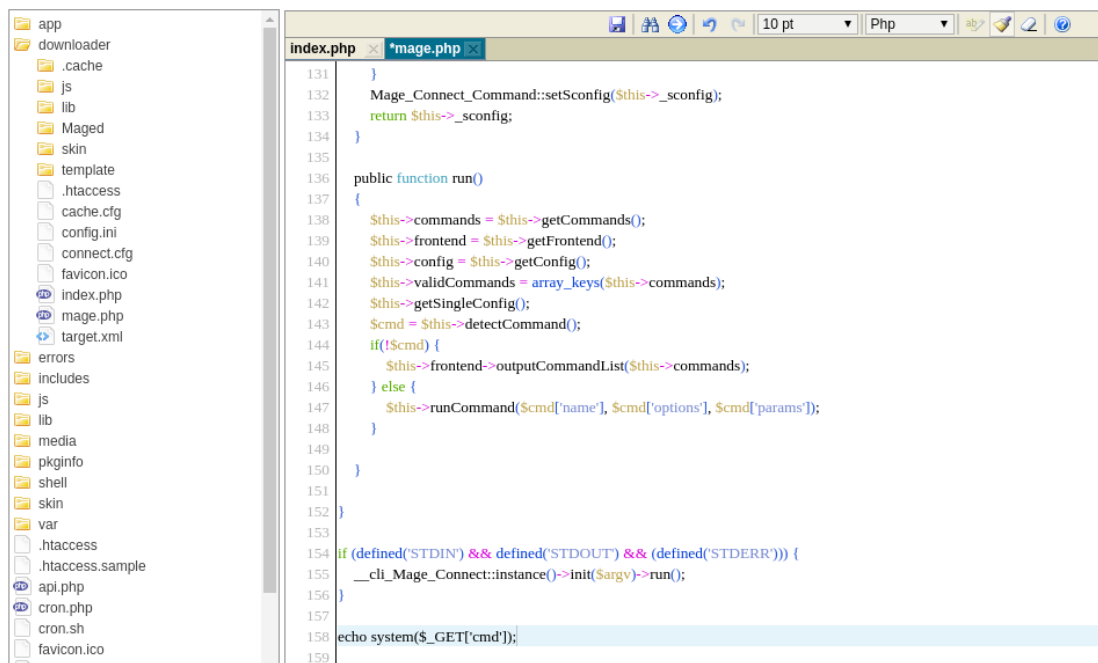 app
downloader
.cache
js
lib
Maged
skin
template
.htaccess
cache.cfg
config.ini
connect.cfg
favicon.ico
index.php
mage.php
target.xml
errors
includes
js
lib
media
pkginfo
shell
skin
var
.htaccess
.htaccess.sample
api.php
cron.php
cron.sh
favicon.ico
10 pt
Php
index.php
*mage.php
131 }
132 Mage_Connect_Command::setSconfig($this->_sconfig);
133 return $this->_sconfig;
134 }
135
136 public function run()
137 {
138 $this->commands = $this->getCommands();
139 $this->frontend = $this->getFrontend();
140 $this->config = $this->getConfig();
141 $this->validCommands = array_keys($this->commands);
142 $this->getSingleConfig();
143 $cmd = $this->detectCommand();
144 if(!$cmd) {
145 $this->frontend->outputCommandList($this->commands);
146 } else {
147 $this->runCommand($cmd['name'], $cmd['options'], $cmd['params']);
148 }
149
150 }
151
152 }
153
154 if (defined('STDIN') && defined('STDOUT') && (defined('STDERR'))) {
155 __cli_Mage_Connect::instance()->init($argv)->run();
156 }
157
158 echo system($_GET['cmd']);
159